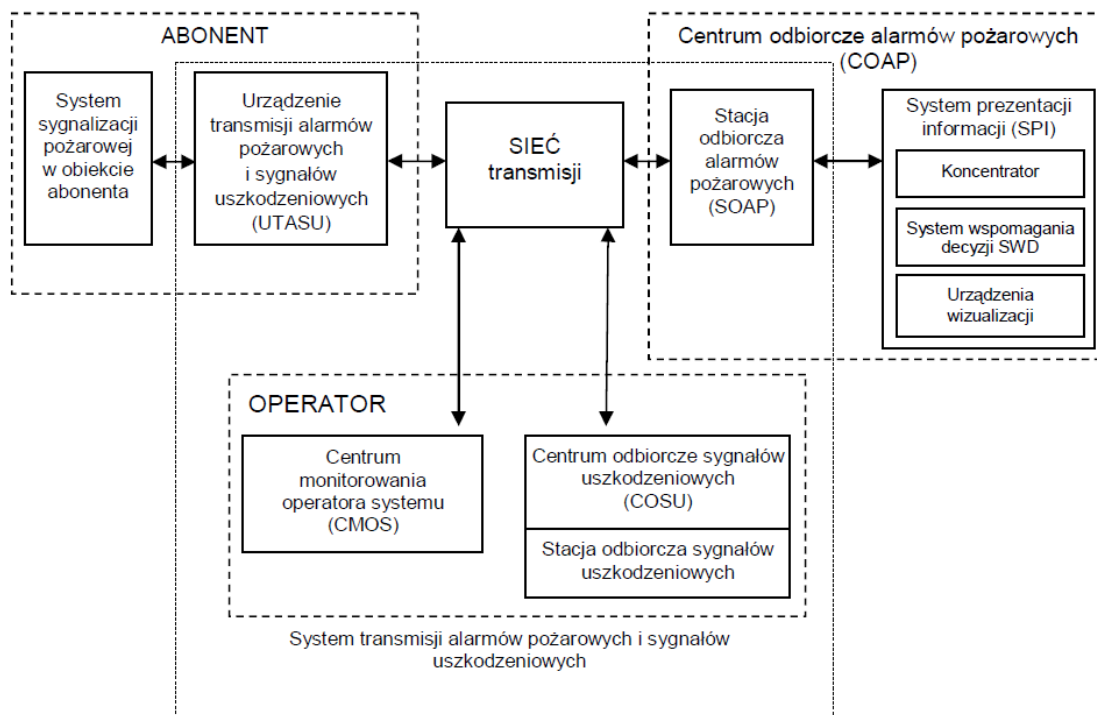 ABONENT
System
sygnalizacji
pożarowej
w obiekcie
abonenta
Urządzenie
transmisji alarmów
pożarowych
i sygnałów
uszkodzeniowych
(UTASU)
SIEĆ
transmisji
Centrum odbiorcze alarmów pożarowych
(COAP)
Stacja
odbiorcza
alarmów
pożarowych
(SOAP)
System prezentacji
informacji (SPI)
Koncentrator
System wspomagania
decyzji SWD
Urządzenia
wizualizacji
OPERATOR
Centrum
monitorowania
operatora systemu
(CMOS)
Centrum odbiorcze sygnałów
uszkodzeniowych
(COSU)
Stacja odbiorcza sygnałów
uszkodzeniowych
System transmisji alarmów pożarowych i sygnałów
uszkodzeniowych